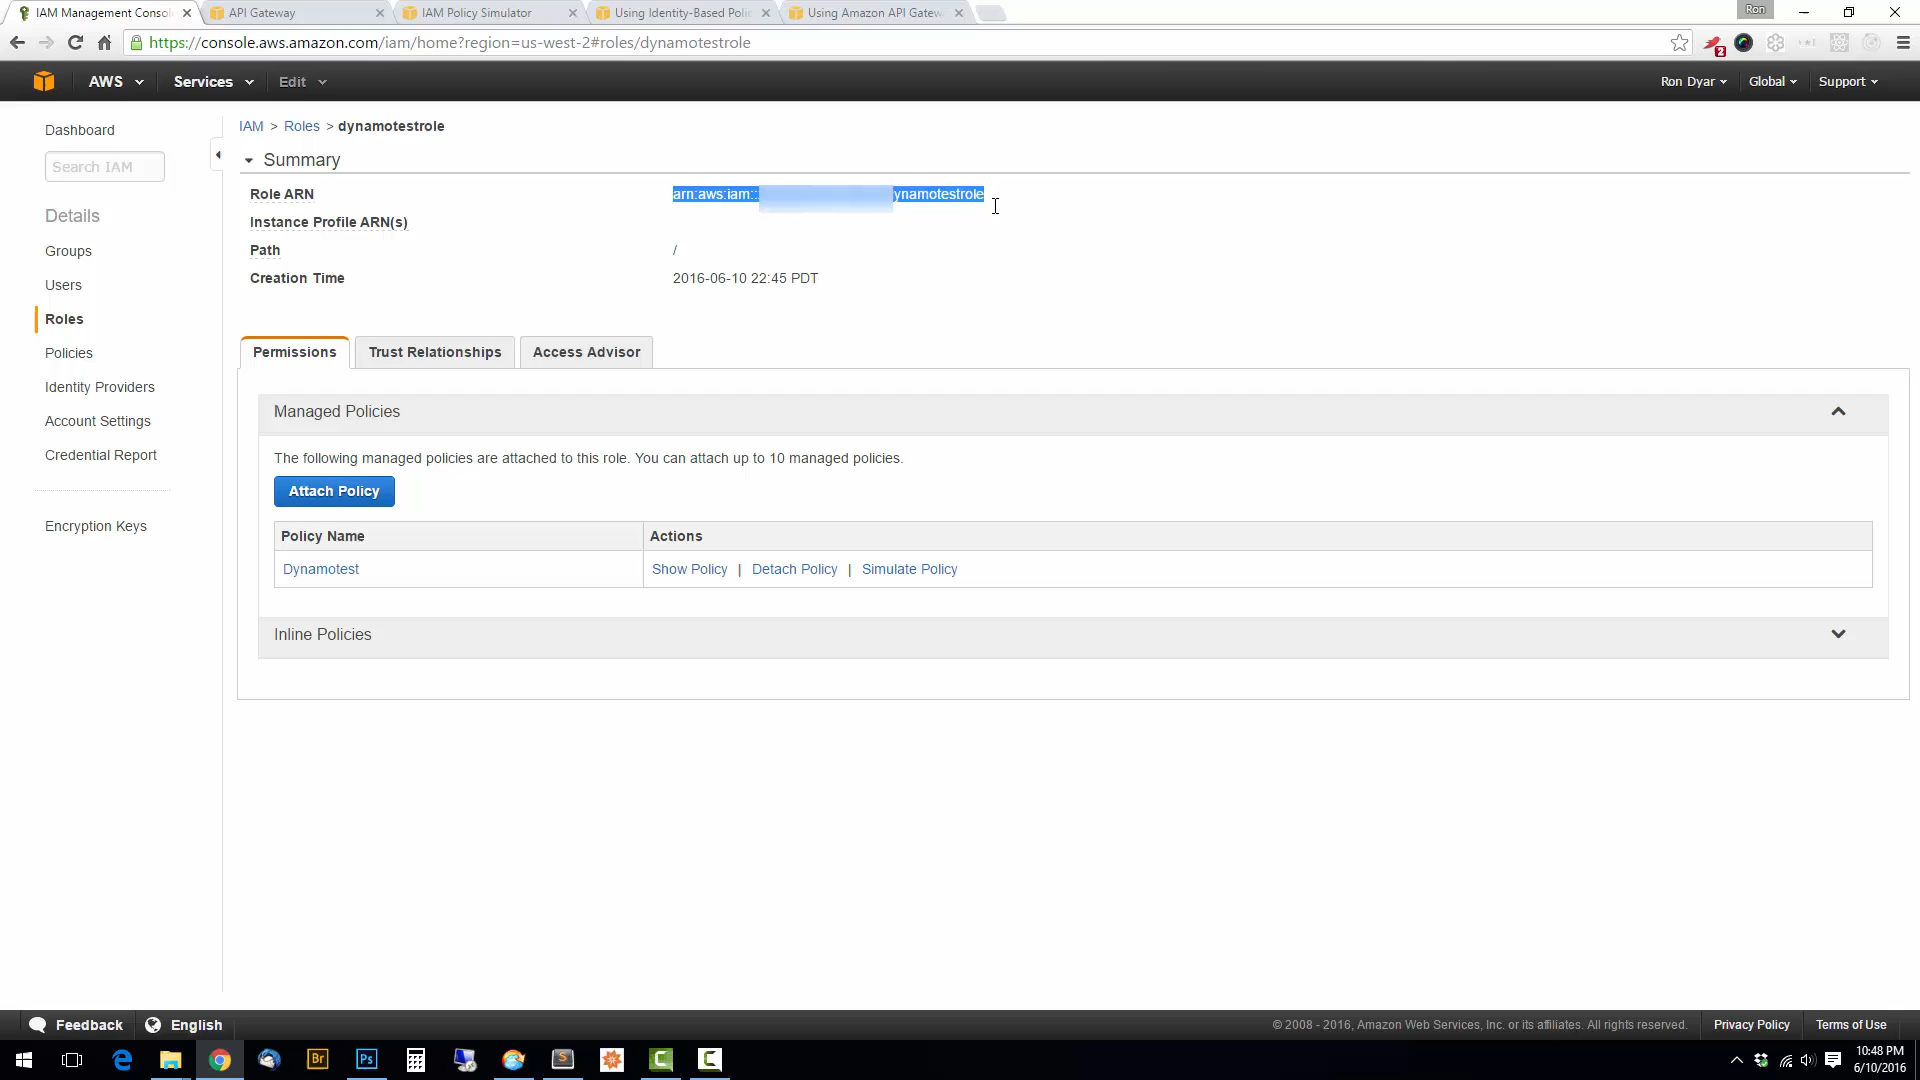 IAM Management Consol
API Gateway
IAM Policy Simulator
Using Identity-Based Poli
Using Amazon API Gatew
Ron
https://console.aws.amazon.com/iam/home?region=us-west-2#roles/dynamotestrole
2
AWS
Services
Edit
Ron Dyar
Global
Support
Dashboard
Search IAM
Details
Groups
Users
Roles
Policies
Identity Providers
Account Settings
Credential Report
Encryption Keys
IAM > Roles > dynamotestrole
Summary
Role ARN arn:aws:iam:: ynamotestrole
Instance Profile ARN(s)
Path /
Creation Time 2016-06-10 22:45 PDT
Permissions
Trust Relationships
Access Advisor
Managed Policies
The following managed policies are attached to this role. You can attach up to 10 managed policies.
Attach Policy
Policy Name Actions
Dynamotest Show Policy | Detach Policy | Simulate Policy
Inline Policies
Feedback
English
© 2008 - 2016, Amazon Web Services, Inc. or its affiliates. All rights reserved.
Privacy Policy
Terms of Use
Br
Ps
S
C
C
10:48 PM
6/10/2016